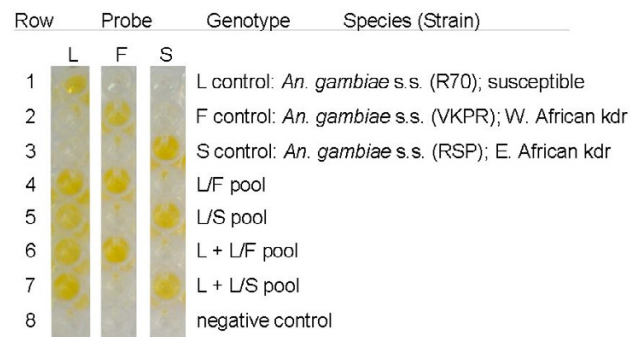 Row Probe Genotype Species (Strain)
L F S
1 L control: An. gambiae s.s. (R70); susceptible
2 F control: An. gambiae s.s. (VKPR); W. African kdr
3 S control: An. gambiae s.s. (RSP); E. African kdr
4 L/F pool
5 L/S pool
6 L + L/F pool
7 L + L/S pool
8 negative control